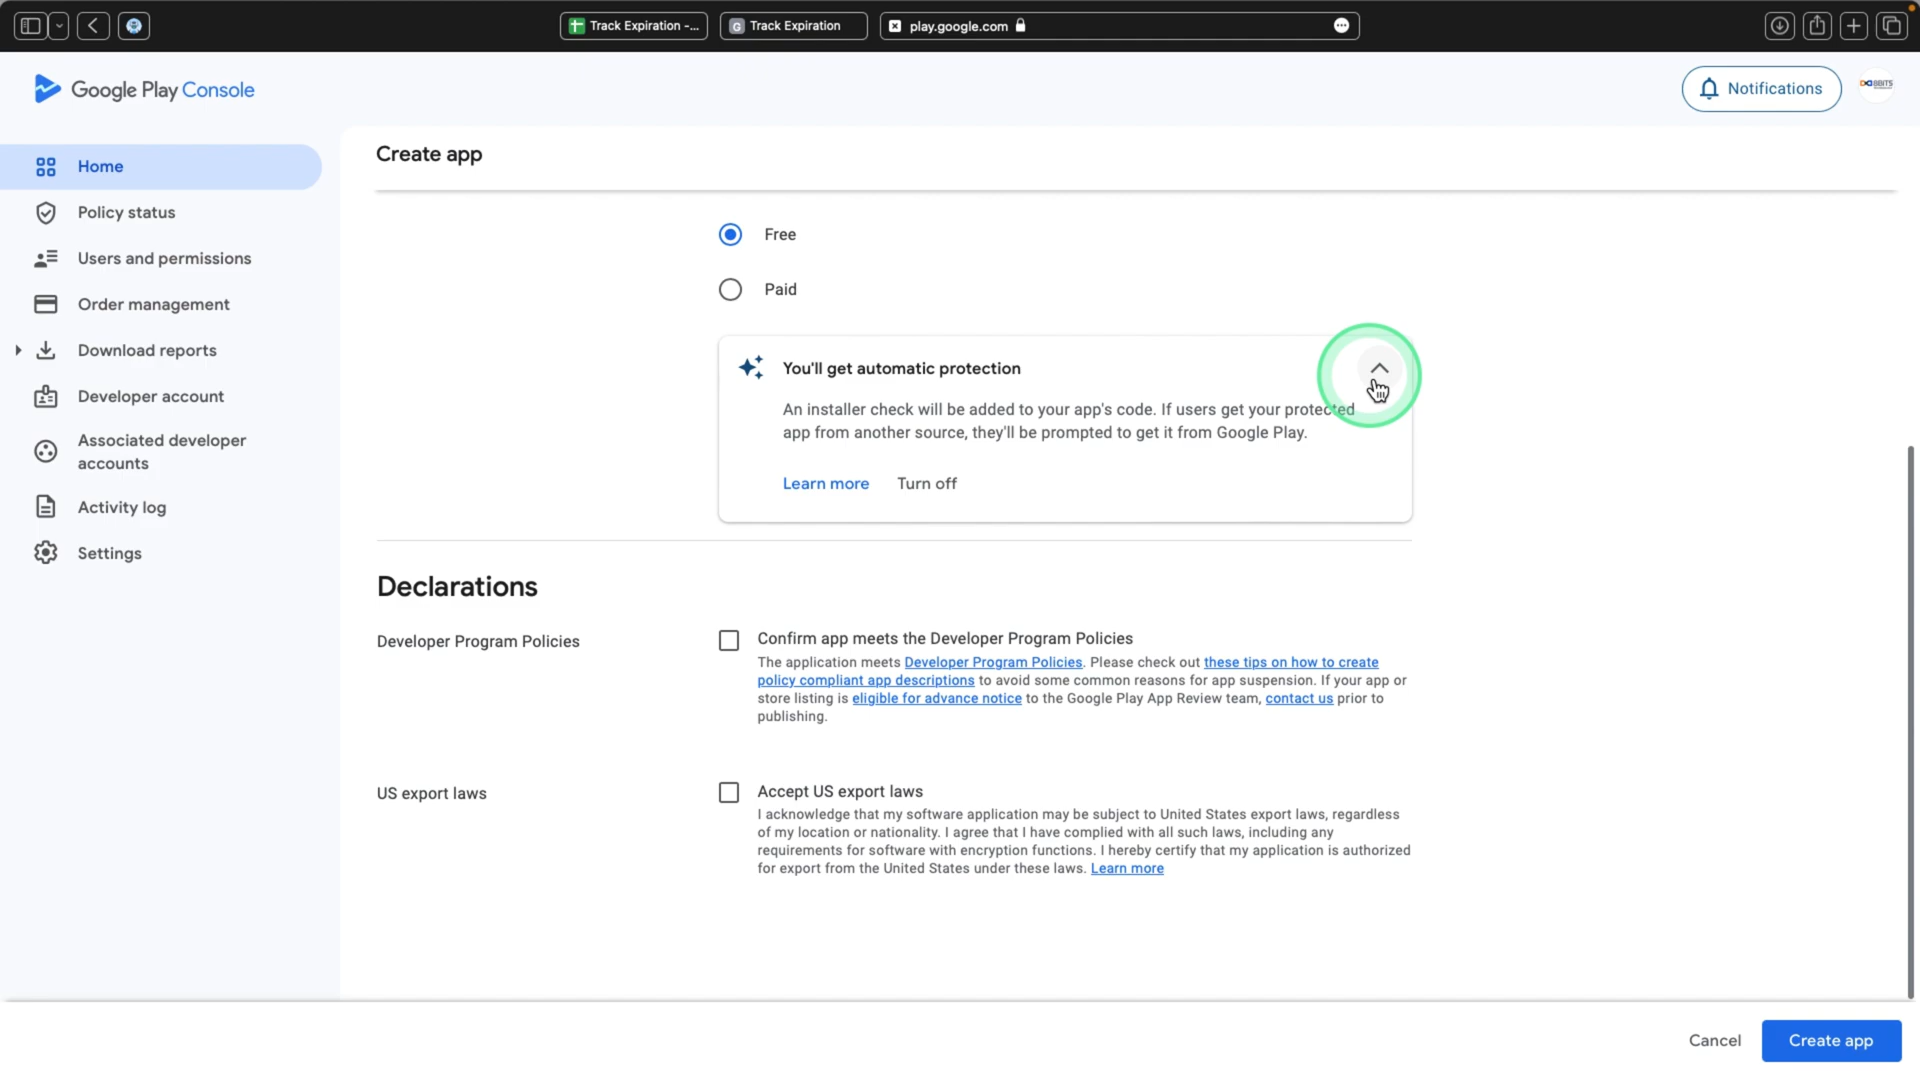 Track Expiration -...
G Track Expiration
play.google.com
Google Play Console
Notifications
Home
Policy status
Users and permissions
Order management
Download reports
Developer account
Associated developer
accounts
Activity log
Settings
Create app
Free
Paid
You'll get automatic protection
An installer check will be added to your app's code. If users get your protected
app from another source, they'll be prompted to get it from Google Play.
Learn more Turn off
Declarations
Developer Program Policies
Confirm app meets the Developer Program Policies
The application meets Developer Program Policies. Please check out these tips on how to create
policy compliant app descriptions to avoid some common reasons for app suspension. If your app or
store listing is eligible for advance notice to the Google Play App Review team, contact us prior to
publishing.
US export laws
Accept US export laws
I acknowledge that my software application may be subject to United States export laws, regardless
of my location or nationality. I agree that I have complied with all such laws, including any
requirements for software with encryption functions. I hereby certify that my application is authorized
for export from the United States under these laws. Learn more
Cancel
Create app